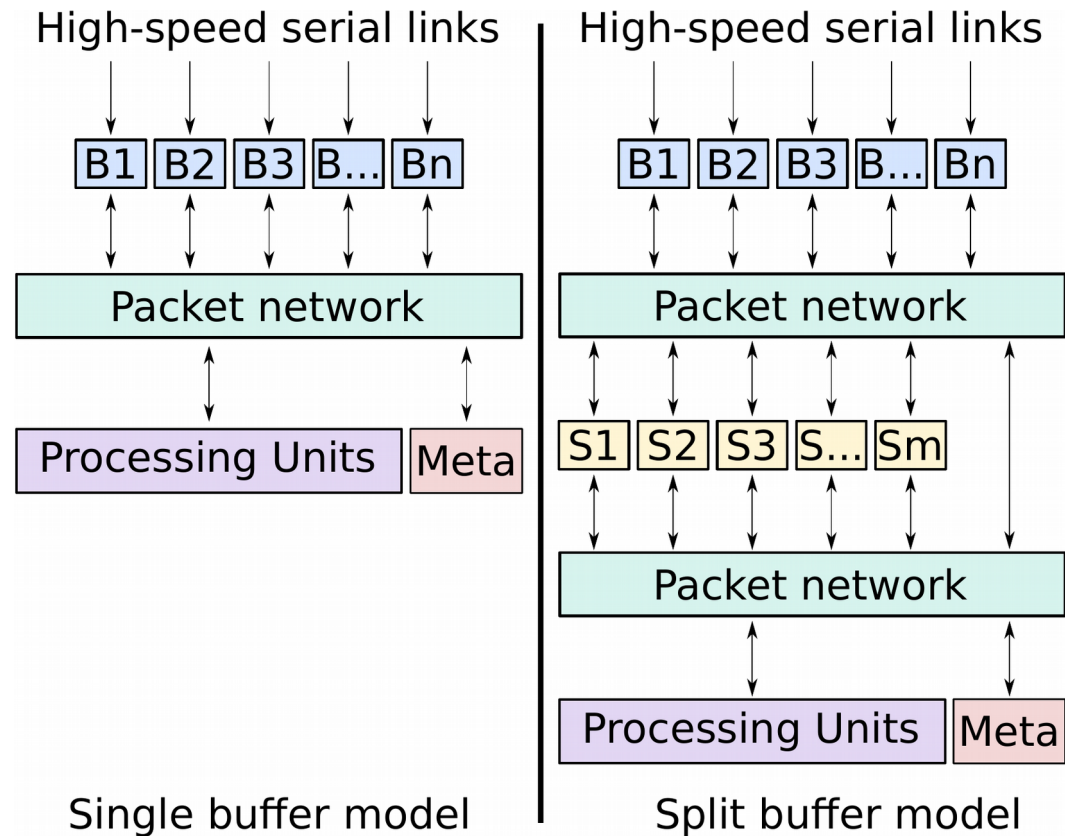 High-speed serial links
B1 B2 B3 B... Bn
Packet network
Processing Units Meta
Single buffer model
High-speed serial links
B1 B2 B3 B... Bn
Packet network
S1 S2 S3 S... Sm
Packet network
Processing Units Meta
Split buffer model